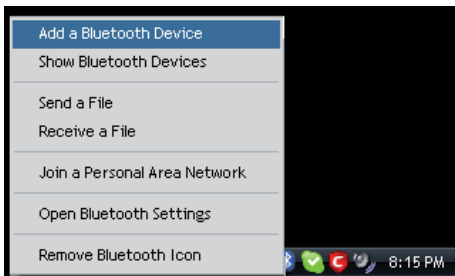 Add a Bluetooth Device
Show Bluetooth Devices
Send a File
Receive a File
Join a Personal Area Network
Open Bluetooth Settings
Remove Bluetooth Icon
8:15 PM